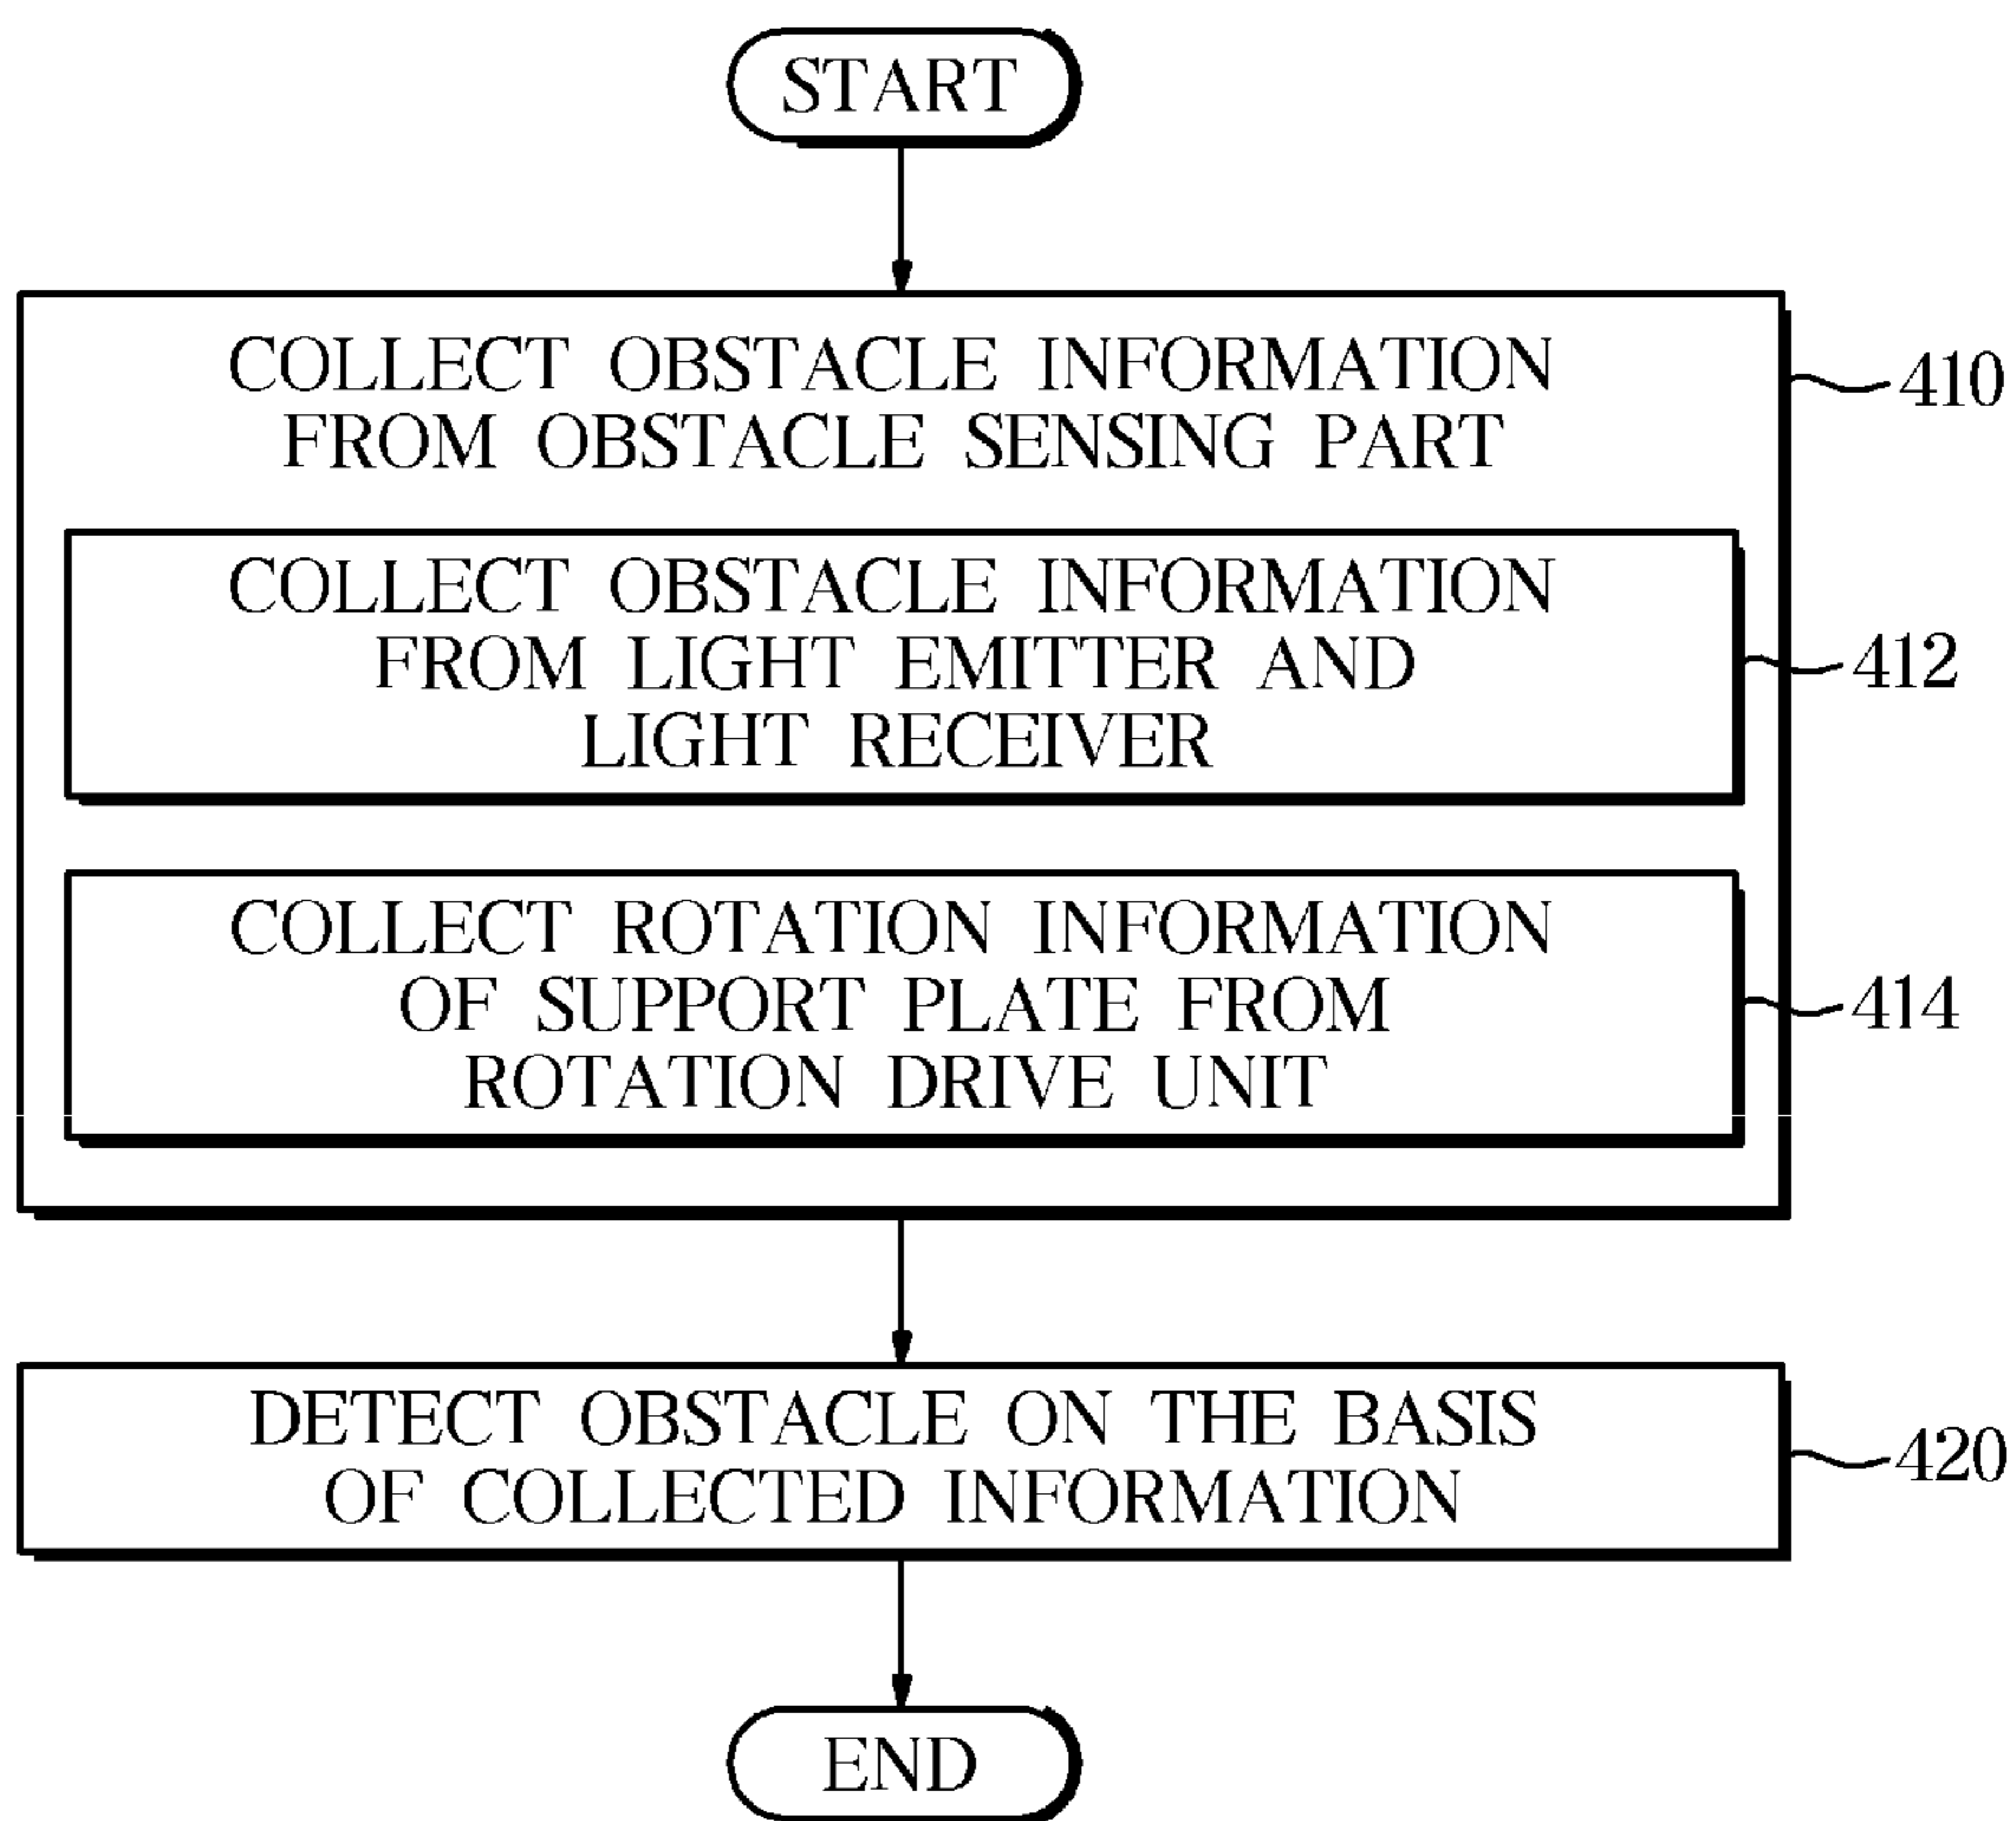 START
COLLECT OBSTACLE INFORMATION
FROM OBSTACLE SENSING PART
410
COLLECT OBSTACLE INFORMATION
FROM LIGHT EMITTER AND
LIGHT RECEIVER
412
COLLECT ROTATION INFORMATION
OF SUPPORT PLATE FROM
ROTATION DRIVE UNIT
414
DETECT OBSTACLE ON THE BASIS
OF COLLECTED INFORMATION
420
END